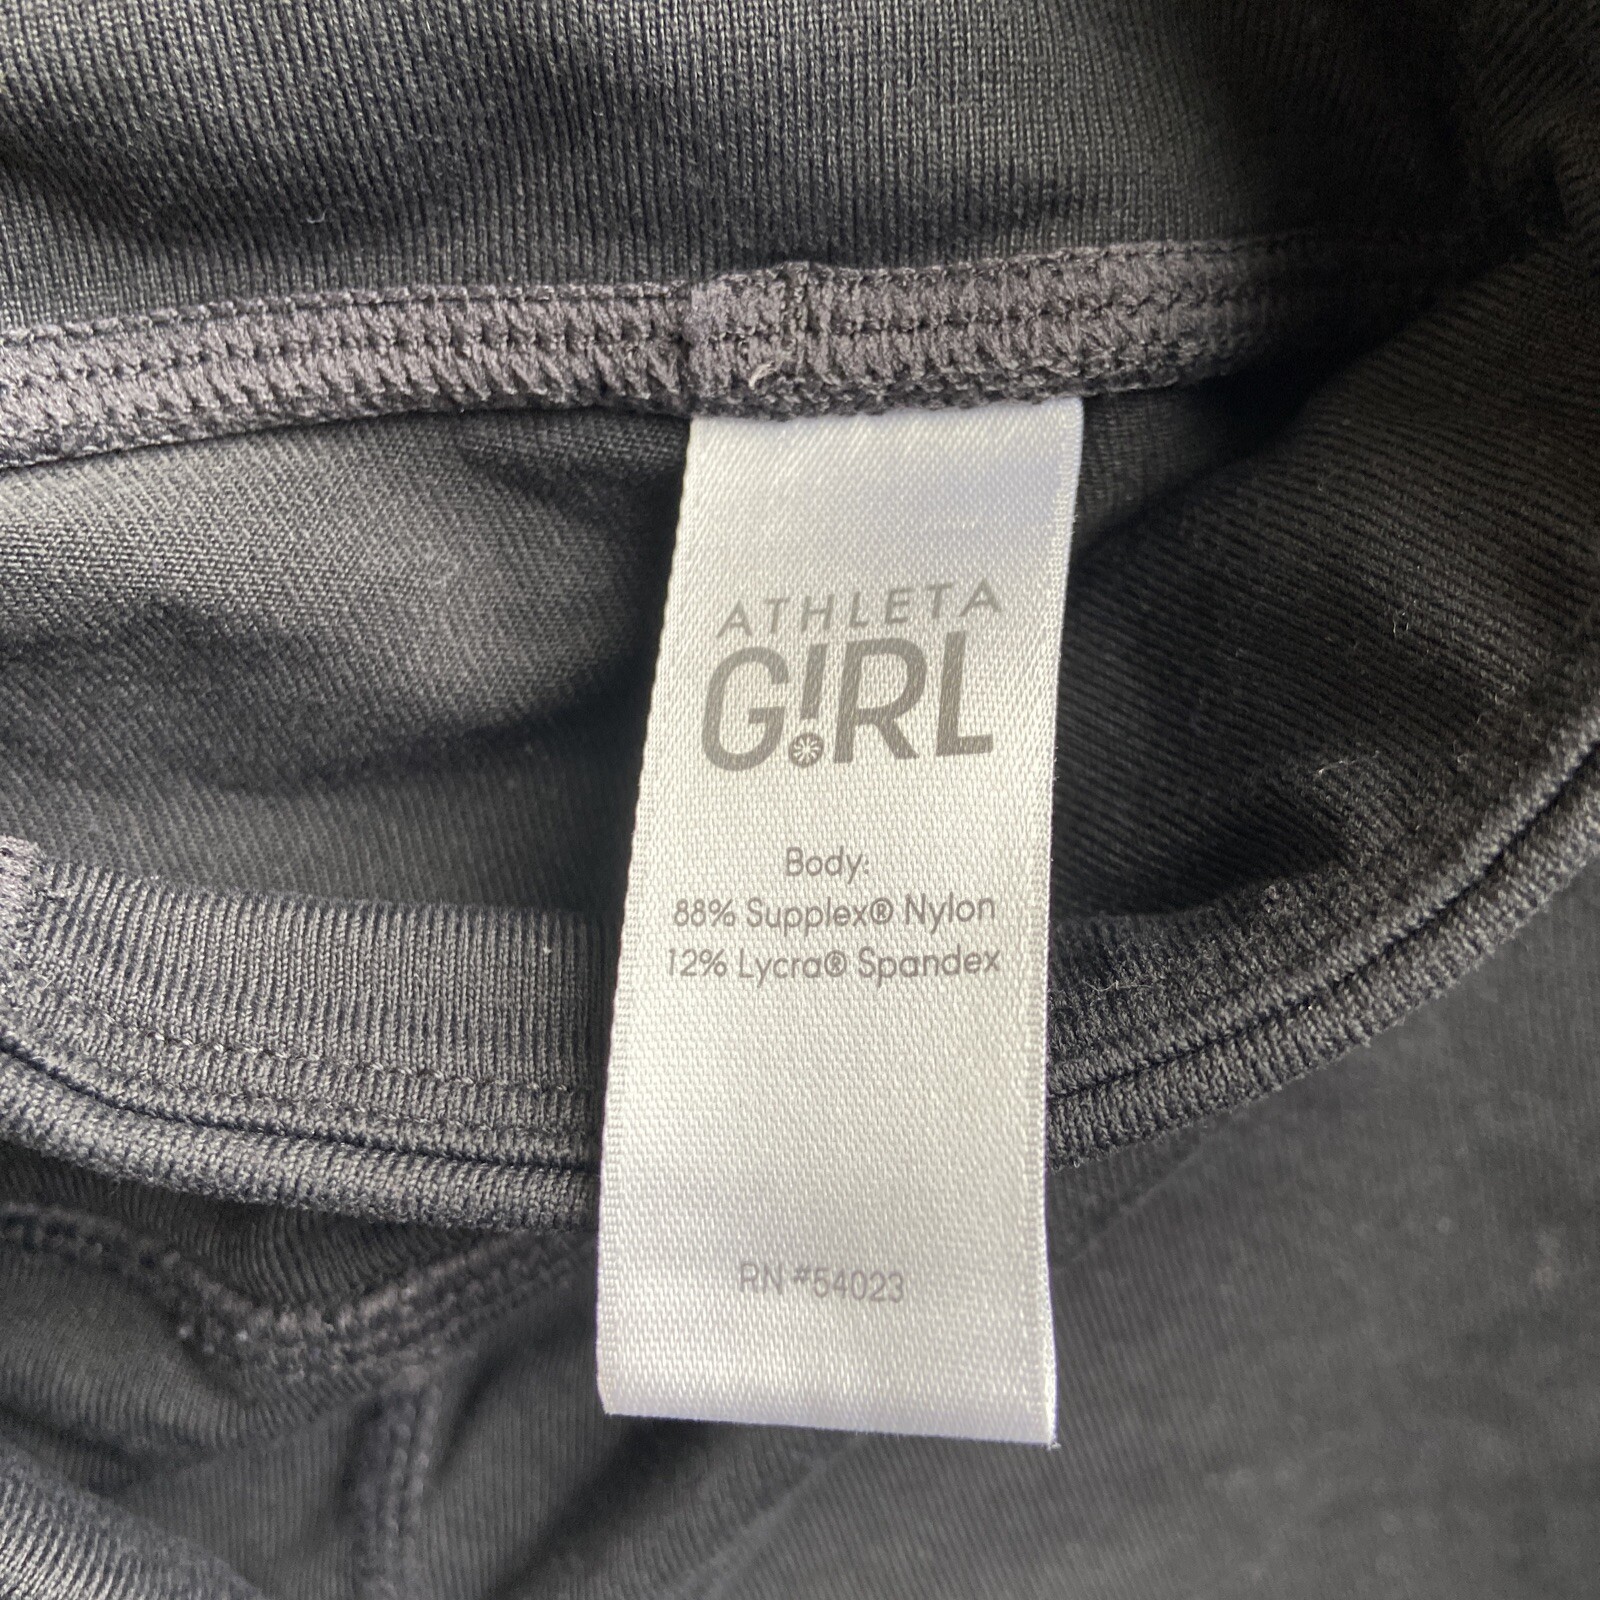 ATHLETA
G!RL
Body:
88% Supplex® Nylon
12% Lycra® Spandex
RN #54023